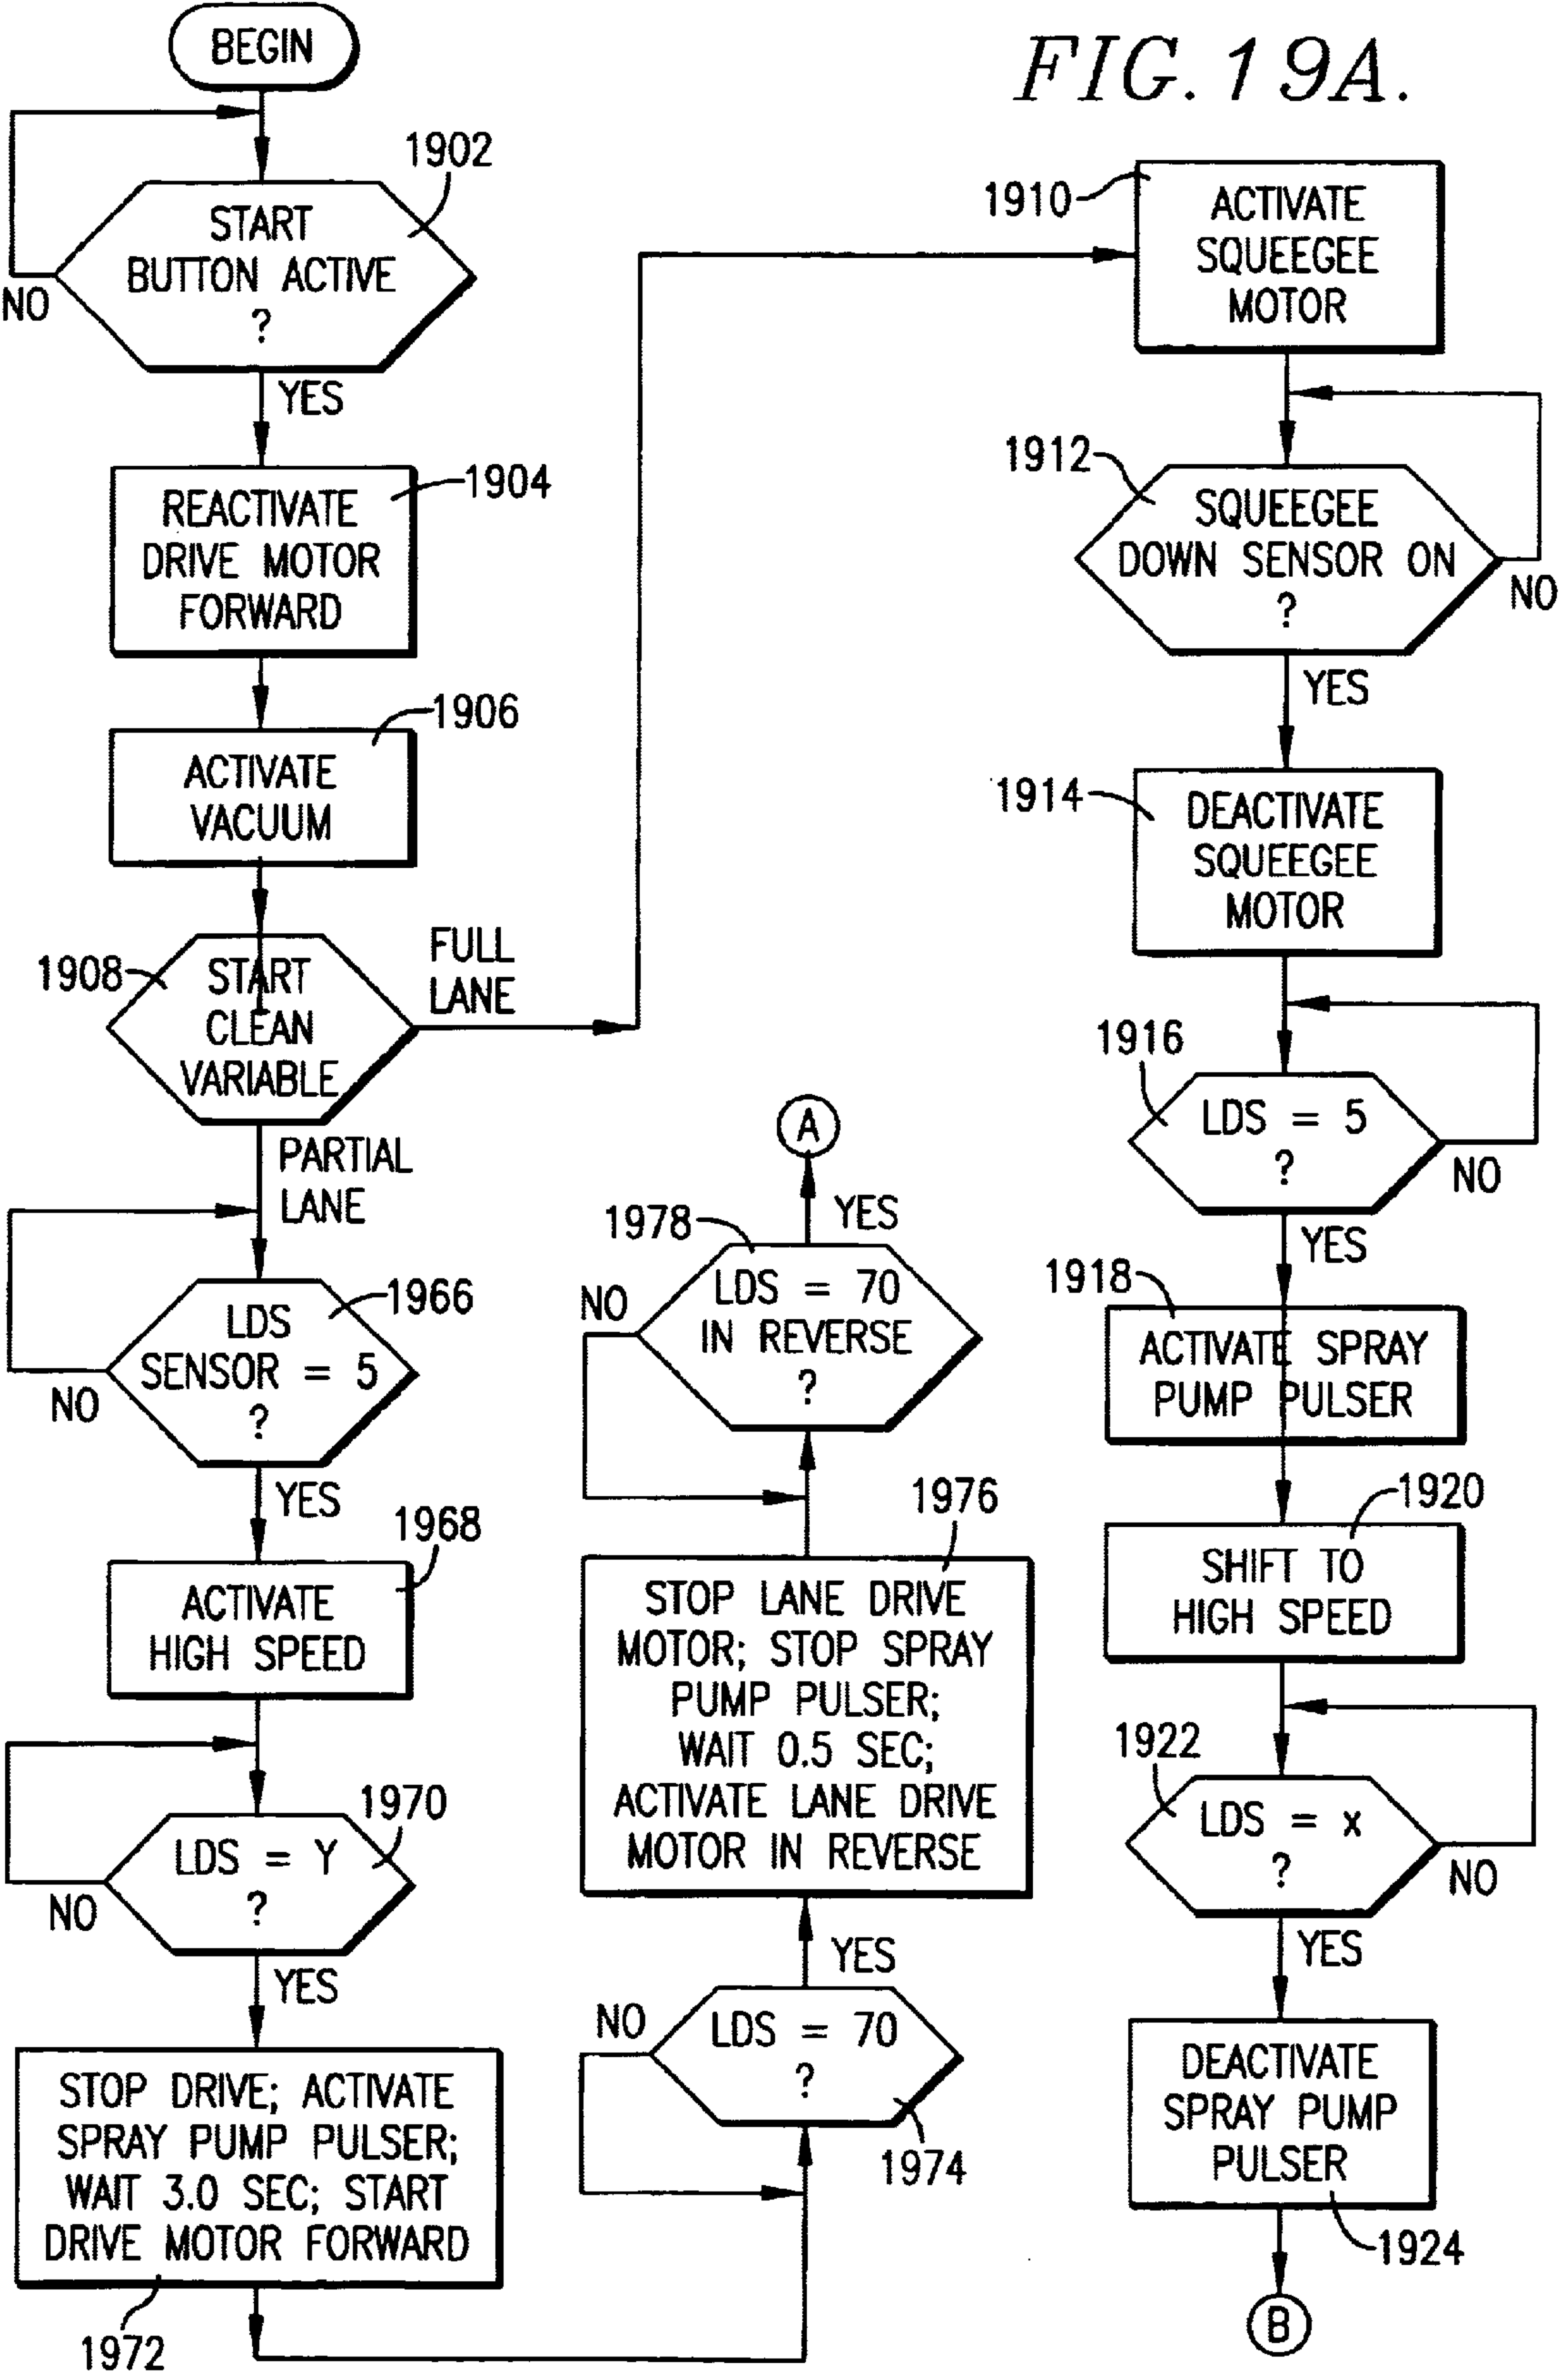 FIG. 19A.
BEGIN
1902
START
BUTTON ACTIVE
?
NO
YES
1904
REACTIVATE
DRIVE MOTOR
FORWARD
1906
ACTIVATE
VACUUM
1908
START
CLEAN
VARIABLE
FULL
LANE
PARTIAL
LANE
1966
LDS
SENSOR = 5
?
NO
YES
1968
ACTIVATE
HIGH SPEED
1970
LDS = Y
?
NO
YES
STOP DRIVE; ACTIVATE
SPRAY PUMP PULSER;
WAIT 3.0 SEC; START
DRIVE MOTOR FORWARD
1972
A
YES
1978
LDS = 70
IN REVERSE
?
NO
1976
STOP LANE DRIVE
MOTOR; STOP SPRAY
PUMP PULSER;
WAIT 0.5 SEC;
ACTIVATE LANE DRIVE
MOTOR IN REVERSE
YES
NO
LDS = 70
?
1974
1910
ACTIVATE
SQUEEGEE
MOTOR
1912
SQUEEGEE
DOWN SENSOR ON
?
NO
YES
1914
DEACTIVATE
SQUEEGEE
MOTOR
1916
LDS = 5
?
NO
YES
1918
ACTIVATE SPRAY
PUMP PULSER
1920
SHIFT TO
HIGH SPEED
1922
LDS = x
?
NO
YES
DEACTIVATE
SPRAY PUMP
PULSER
1924
B